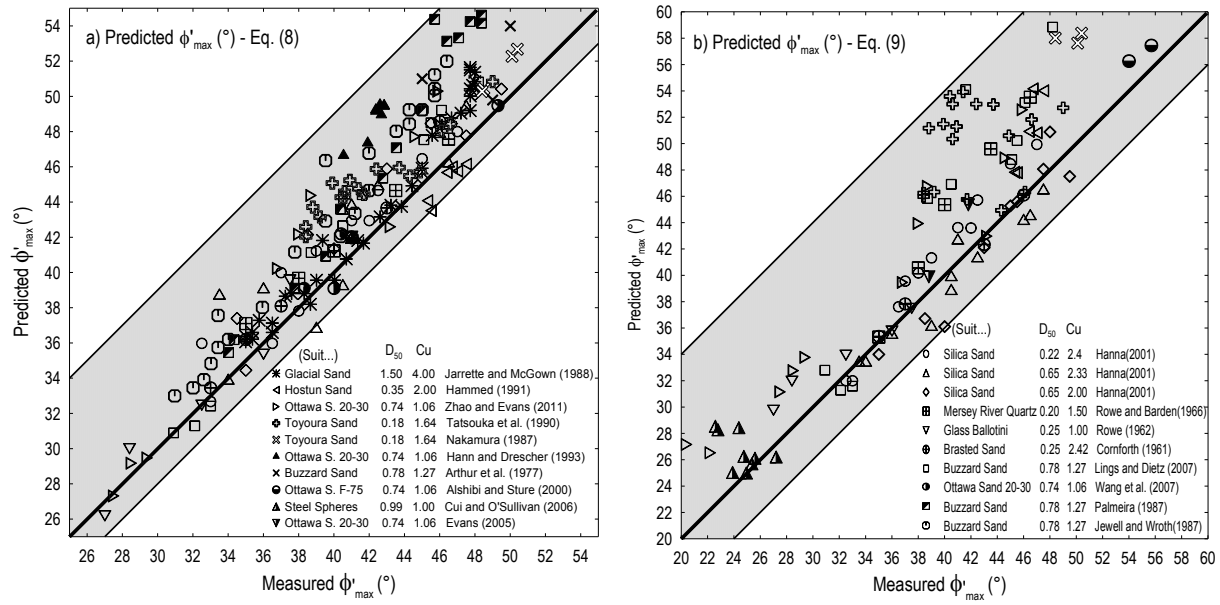 a) Predicted ϕ'max (°) - Eq. (8)
Predicted ϕ'max (°)
54
52
50
48
46
44
42
40
38
36
34
32
30
28
26
26 28 30 32 34 36 38 40 42 44 46 48 50 52 54
Measured ϕ'max (°)
(Suit...) D50 Cu
Glacial Sand 1.50 4.00 Jarrette and McGown (1988)
Hostun Sand 0.35 2.00 Hammed (1991)
Ottawa S. 20-30 0.74 1.06 Zhao and Evans (2011)
Toyoura Sand 0.18 1.64 Tatsouka et al. (1990)
Toyoura Sand 0.18 1.64 Nakamura (1987)
Ottawa S. 20-30 0.74 1.06 Hann and Drescher (1993)
Buzzard Sand 0.78 1.27 Arthur et al. (1977)
Ottawa S. F-75 0.74 1.06 Alshibi and Sture (2000)
Steel Spheres 0.99 1.00 Cui and O'Sullivan (2006)
Ottawa S. 20-30 0.74 1.06 Evans (2005)
b) Predicted ϕ'max (°) - Eq. (9)
Predicted ϕ'max (°)
60
58
56
54
52
50
48
46
44
42
40
38
36
34
32
30
28
26
24
22
20
20 22 24 26 28 30 32 34 36 38 40 42 44 46 48 50 52 54 56 58 60
Measured ϕ'max (°)
(Suit...) D50 Cu
Silica Sand 0.22 2.4 Hanna(2001)
Silica Sand 0.65 2.33 Hanna(2001)
Silica Sand 0.65 2.00 Hanna(2001)
Mersey River Quartz 0.20 1.50 Rowe and Barden(1966)
Glass Ballotini 0.25 1.00 Rowe (1962)
Brasted Sand 0.25 2.42 Cornforth (1961)
Buzzard Sand 0.78 1.27 Lings and Dietz (2007)
Ottawa Sand 20-30 0.74 1.06 Wang et al. (2007)
Buzzard Sand 0.78 1.27 Palmeira (1987)
Buzzard Sand 0.78 1.27 Jewell and Wroth(1987)